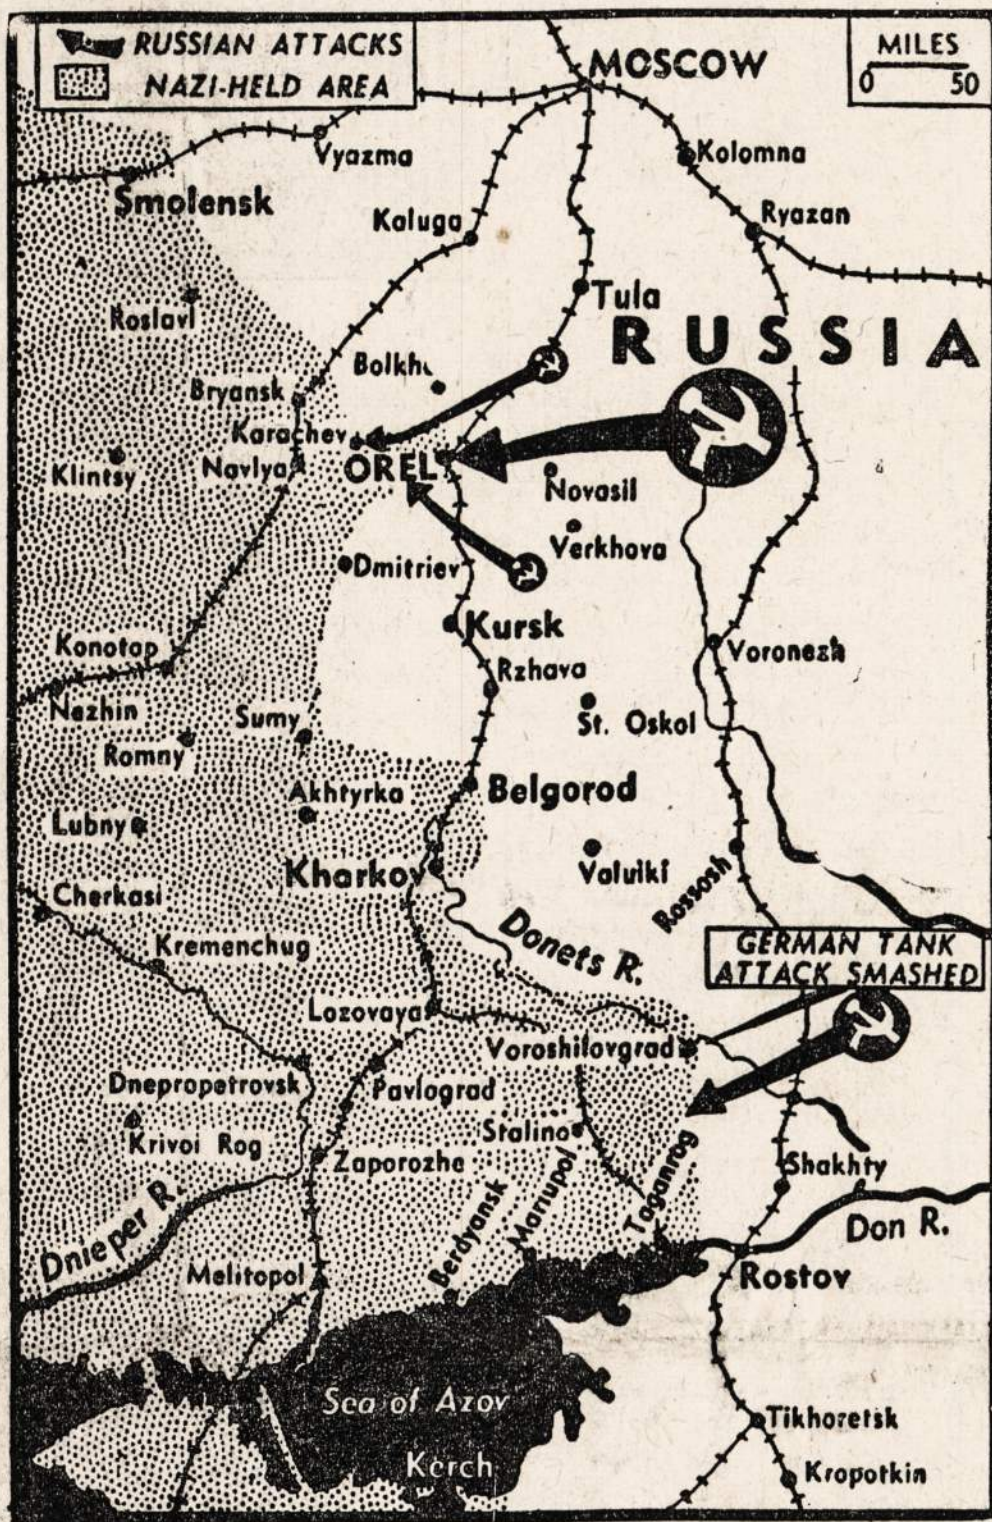 RUSSIAN ATTACKS
NAZI-HELD AREA
MILES
0 50
MOSCOW
Vyazma
Kolomna
Smolensk
Kaluga
Ryazan
Tula
Roslavl
RUSSIA
Bryansk
Karachev
OREL
Klintsy
Navlya
Novasil
Verkhova
Dmitriev
Kursk
Konotop
Voronezh
Rzhava
Nezhin
Sumy
St. Oskol
Romny
Akhtyrka
Belgorod
Lubny
Kharkov
Valuiki
Rossosh
Cherkasi
Kremenchug
Donets R.
GERMAN TANK
ATTACK SMASHED
Lozovaya
Voroshilovgrad
Dnepropetrovsk
Pavlograd
Krivoi Rog
Stalino
Zaporozhe
Shakhty
Taganrog
Mariupol
Berdyansk
Dnieper R.
Don R.
Melitopol
Rostov
Sea of Azov
Kerch
Tikhoretsk
Kropotkin